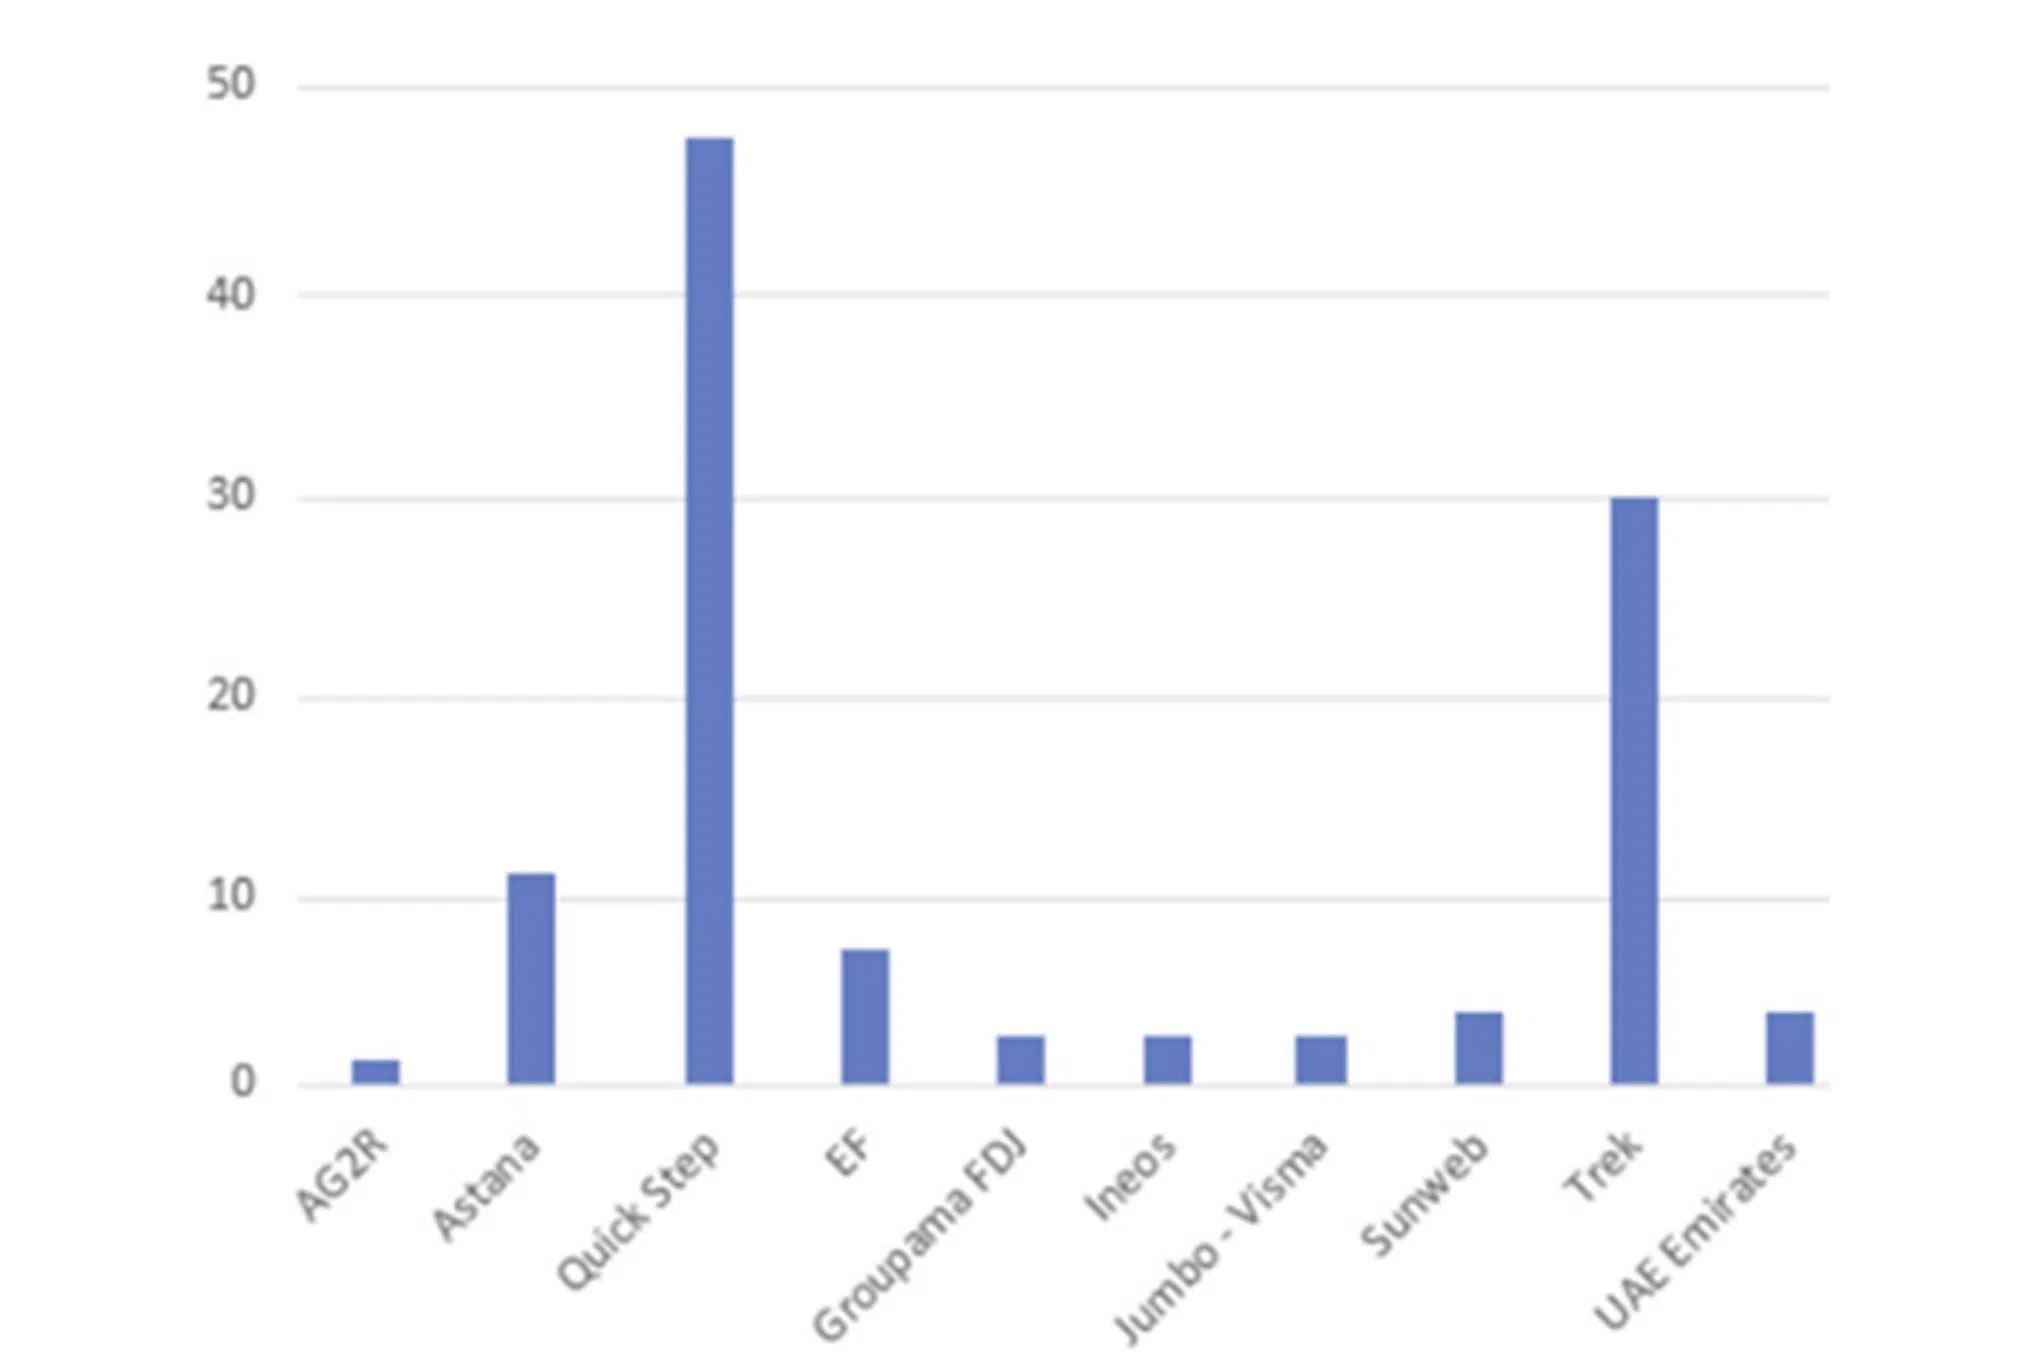 50
40
30
20
10
0
AG2R
Astana
Quick Step
EF
Groupama FDJ
Ineos
Jumbo - Visma
Sunweb
Trek
UAE Emirates